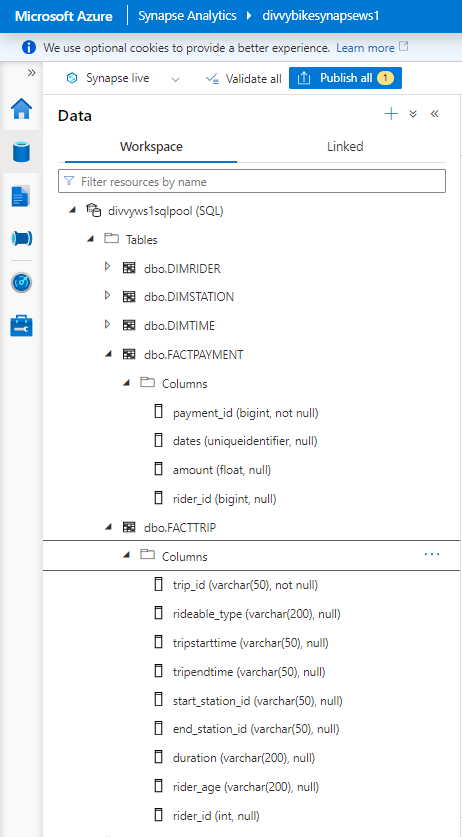 Microsoft Azure Synapse Analytics divvybikesynapsews1
We use optional cookies to provide a better experience. Learn more
» Synapse live Validate all Publish all 1
Data
Workspace Linked
Filter resources by name
divvyws1sqlpool (SQL)
Tables
dbo.DIMRIDER
dbo.DIMSTATION
dbo.DIMTIME
dbo.FACTPAYMENT
Columns
payment_id (bigint, not null)
dates (uniqueidentifier, null)
amount (float, null)
rider_id (bigint, null)
dbo.FACTTRIP
Columns ...
trip_id (varchar(50), not null)
rideable_type (varchar(200), null)
tripstarttime (varchar(50), null)
tripendtime (varchar(50), null)
start_station_id (varchar(50), null)
end_station_id (varchar(50), null)
duration (varchar(200), null)
rider_age (varchar(200), null)
rider_id (int, null)